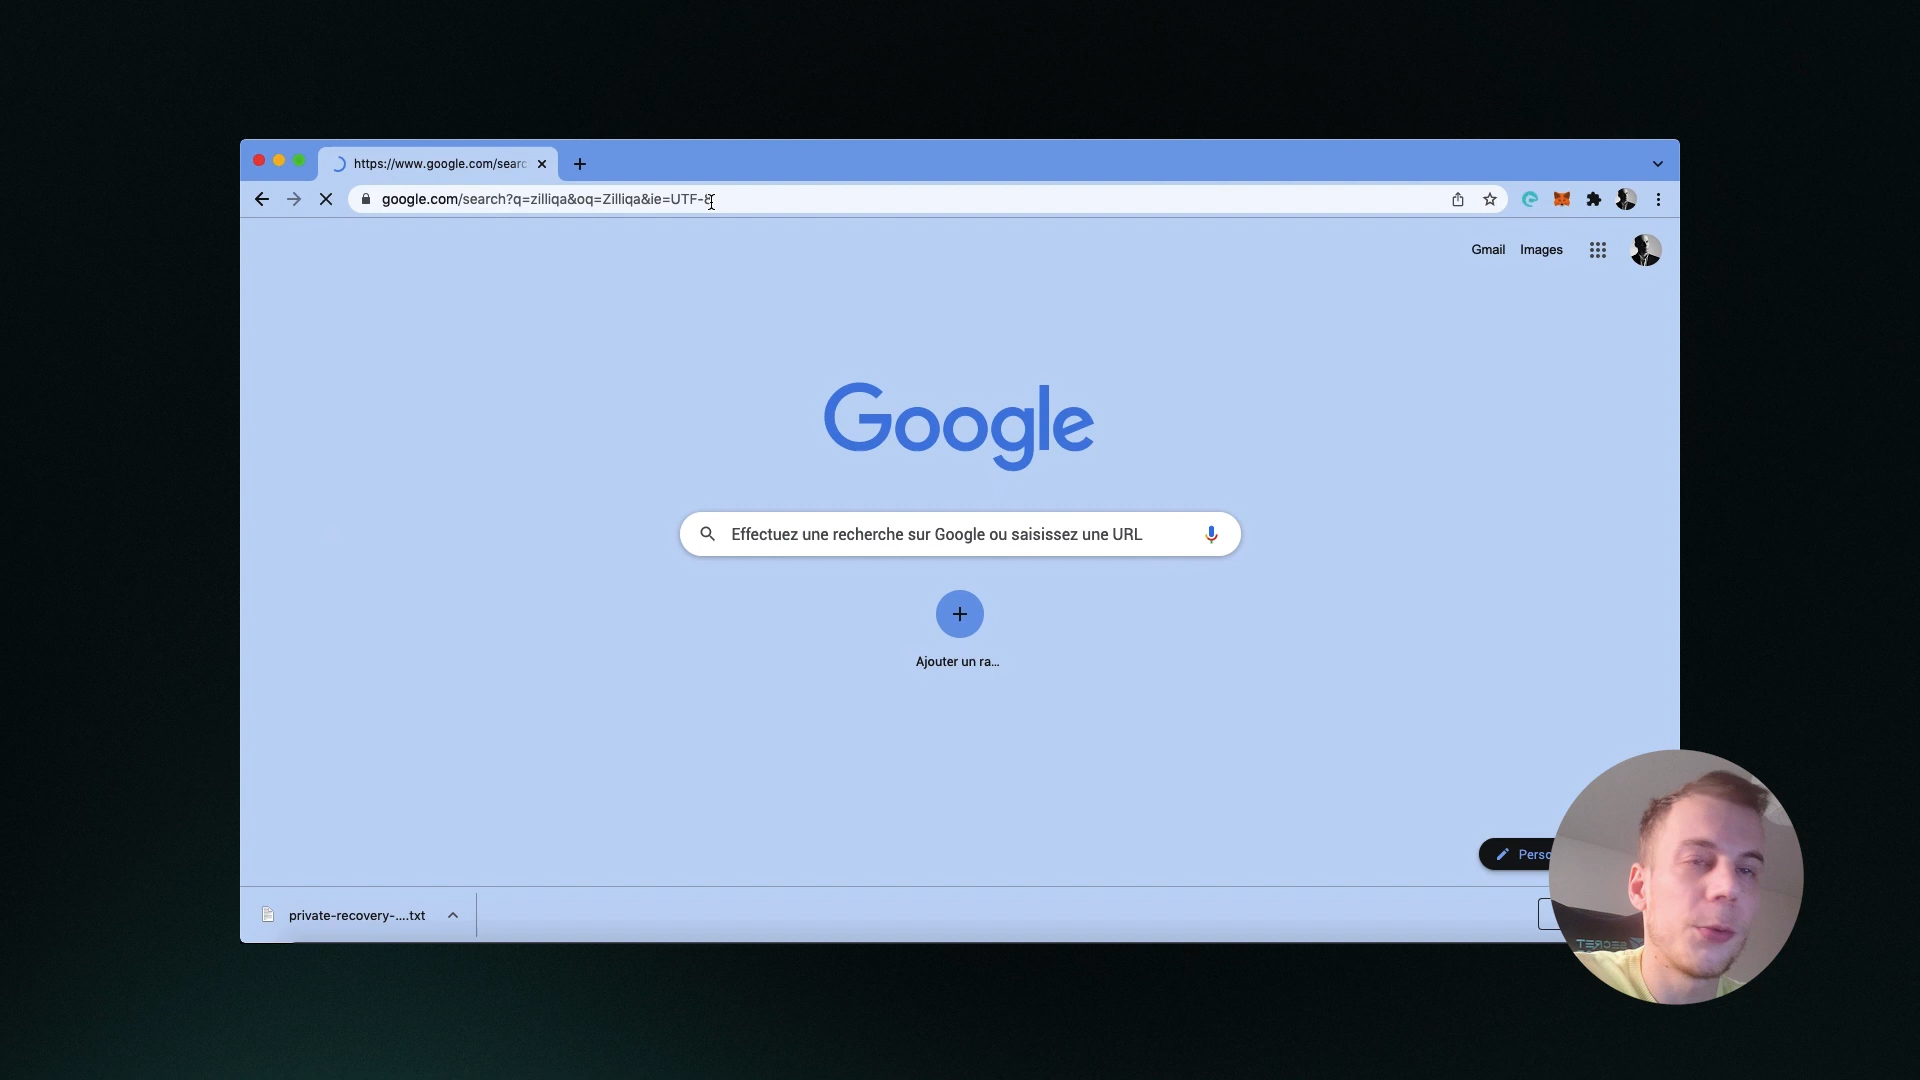 https://www.google.com/searc
google.com/search?q=zilliqa&oq=Zilliqa&ie=UTF-8
Gmail
Images
Google
Effectuez une recherche sur Google ou saisissez une URL
Ajouter un ra...
Perso
private-recovery-....txt